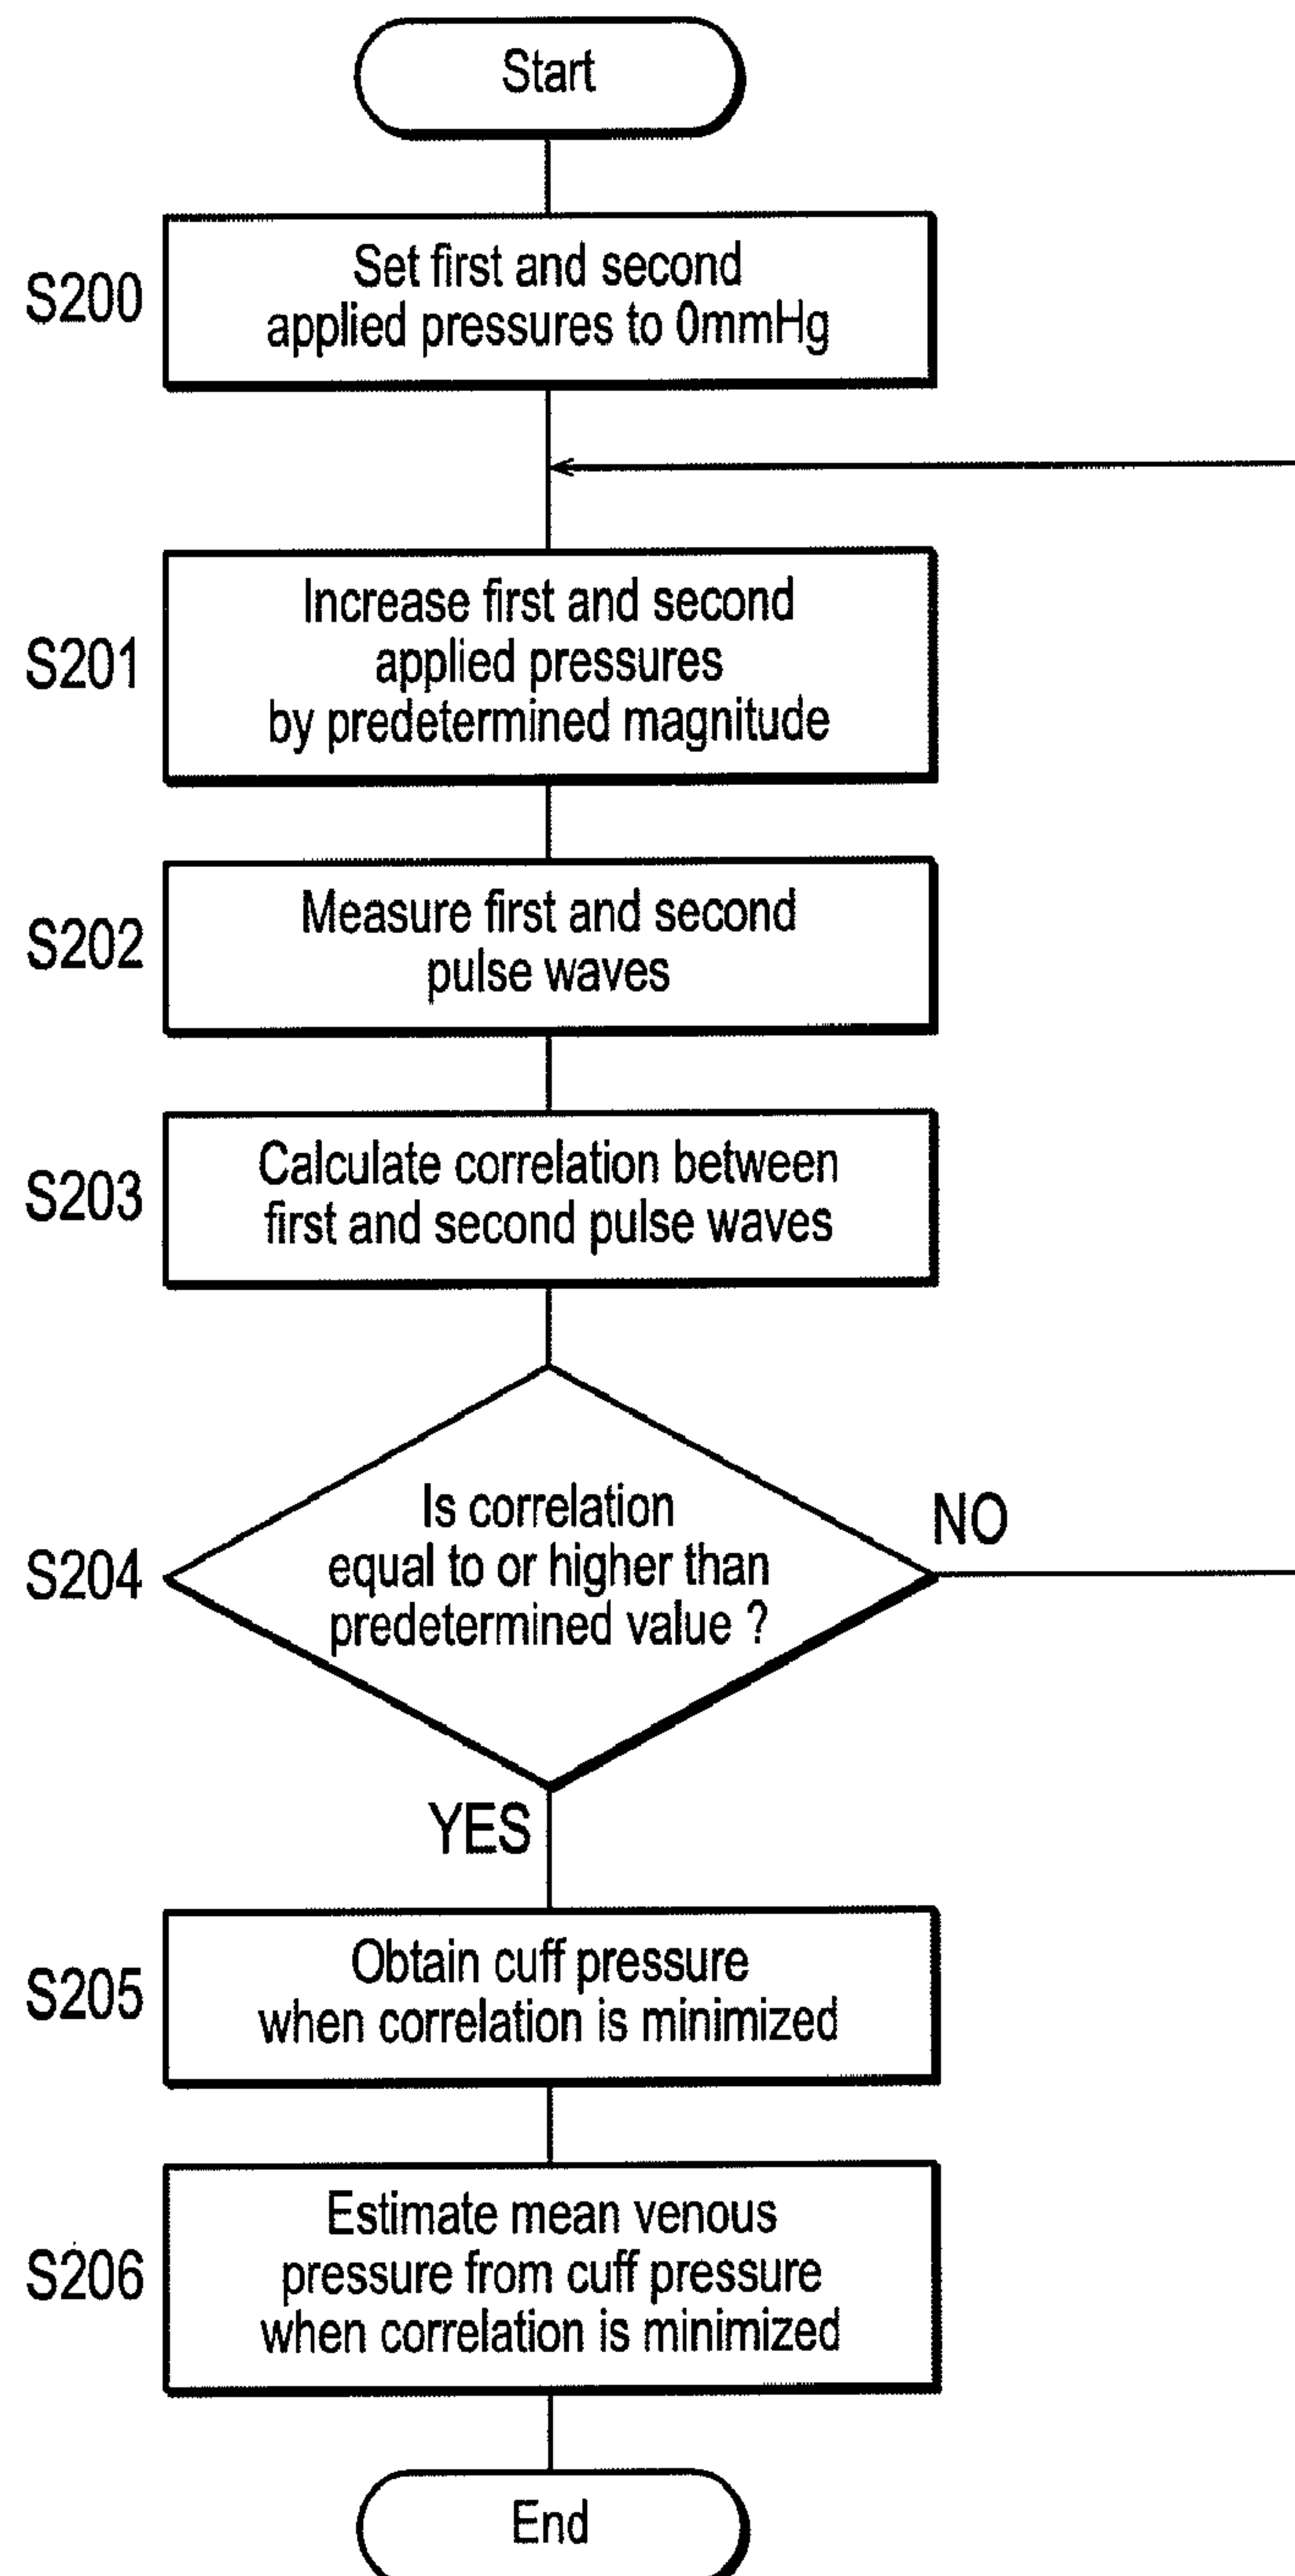 Start
S200
Set first and second
applied pressures to 0mmHg
S201
Increase first and second
applied pressures
by predetermined magnitude
S202
Measure first and second
pulse waves
S203
Calculate correlation between
first and second pulse waves
S204
Is correlation
equal to or higher than
predetermined value ?
NO
YES
S205
Obtain cuff pressure
when correlation is minimized
S206
Estimate mean venous
pressure from cuff pressure
when correlation is minimized
End